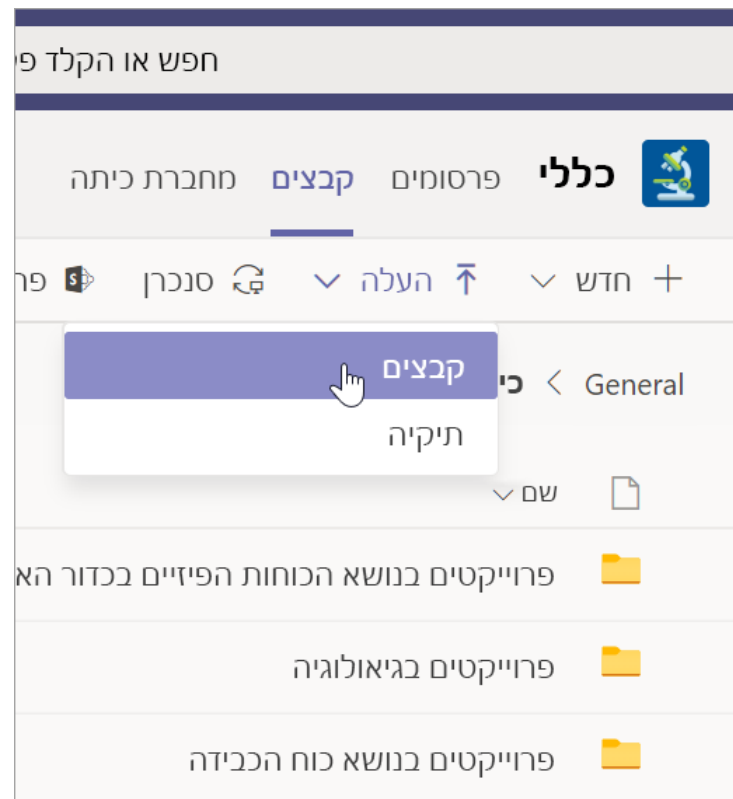 חפש או הקלד
כללי פרסומים קבצים מחברת כיתה
חדש העלה סנכרן
קבצים
General >
תיקיה
שם
פרוייקטים בנושא הכוחות הפיזיים בכדור
פרוייקטים בגיאולוגיה
פרוייקטים בנושא כוח הכבידה